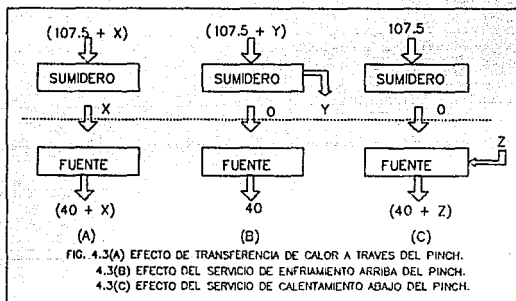 (107.5 + X) (107.5 + Y) 107.5
SUMIDERO SUMIDERO SUMIDERO
X O Y O
Z
FUENTE FUENTE FUENTE
(40 + X) 40 (40 + Z)
(A) (B) (C)
FIG. 4.3(A) EFECTO DE TRANSFERENCIA DE CALOR A TRAVES DEL PINCH.
4.3(B) EFECTO DEL SERVICIO DE ENFRIAMIENTO ARRIBA DEL PINCH.
4.3(C) EFECTO DEL SERVICIO DE CALENTAMIENTO ABAJO DEL PINCH.